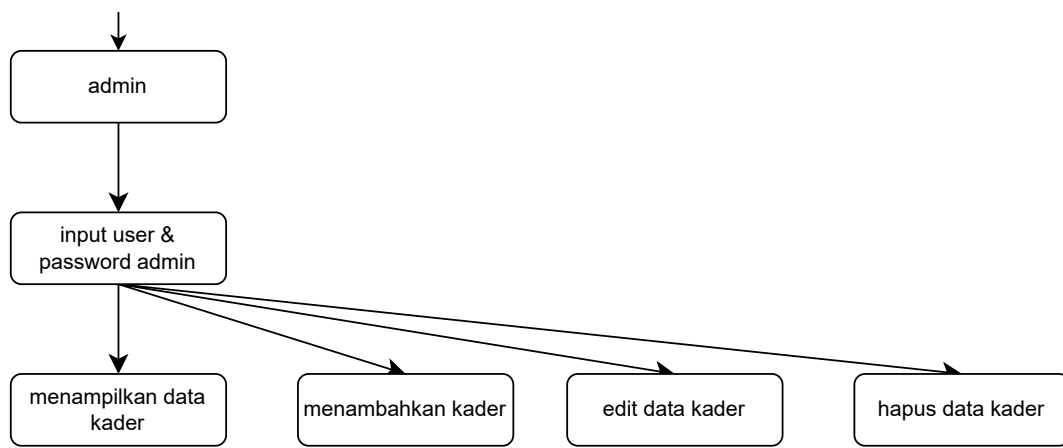 admin
input user &
password admin
menampilkan data
kader
menambahkan kader
edit data kader
hapus data kader